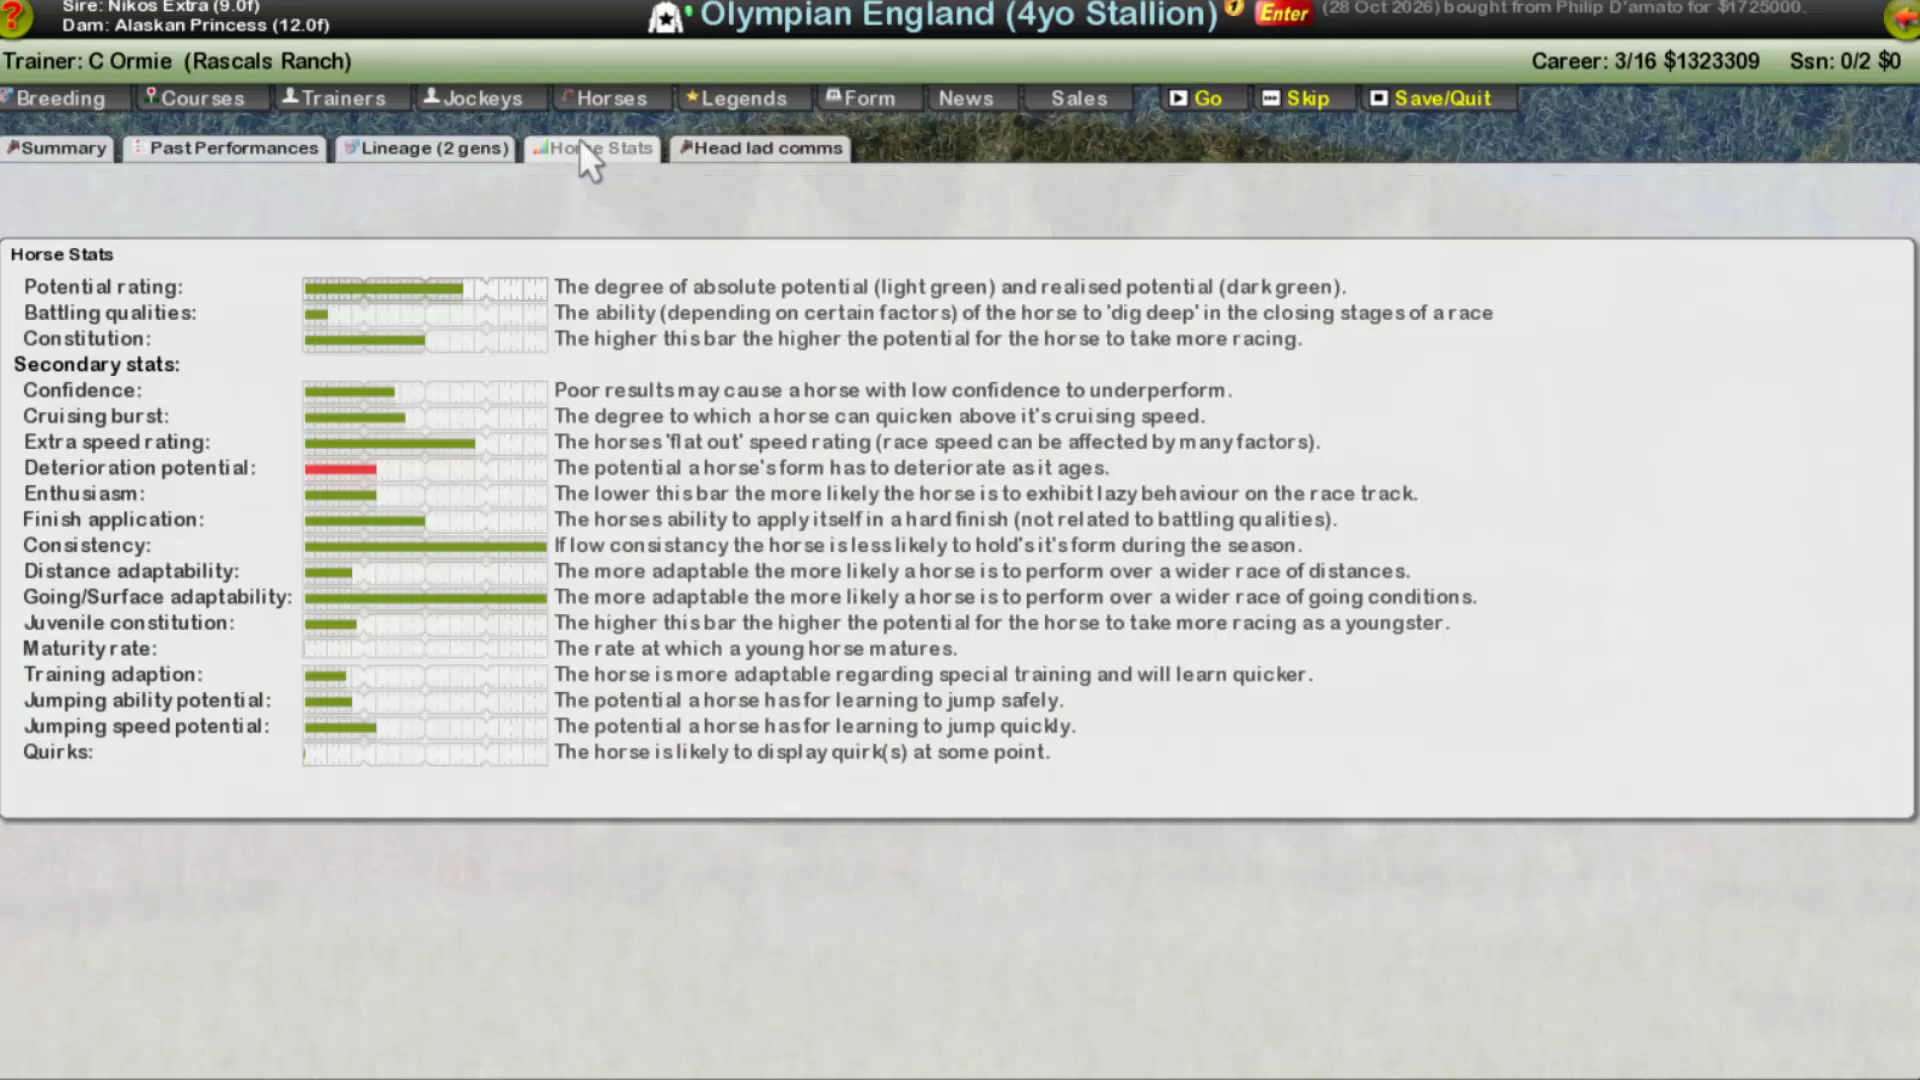 Sire: Nikos Extra (9.0f)
Dam: Alaskan Princess (12.0f)
Olympian England (4yo Stallion)
Enter
(28 Oct 2026) bought from Philip D'amato for $1725000.
Trainer: C Ormie (Rascals Ranch)
Career: 3/16 $1323309 Ssn: 0/2 $0
Breeding Courses Trainers Jockeys Horses Legends Form News Sales Go Skip Save/Quit
Summary Past Performances Lineage (2 gens) Horse Stats Head lad comms
Horse Stats
Potential rating: The degree of absolute potential (light green) and realised potential (dark green).
Battling qualities: The ability (depending on certain factors) of the horse to 'dig deep' in the closing stages of a race
Constitution: The higher this bar the higher the potential for the horse to take more racing.
Secondary stats:
Confidence: Poor results may cause a horse with low confidence to underperform.
Cruising burst: The degree to which a horse can quicken above it's cruising speed.
Extra speed rating: The horses 'flat out' speed rating (race speed can be affected by many factors).
Deterioration potential: The potential a horse's form has to deteriorate as it ages.
Enthusiasm: The lower this bar the more likely the horse is to exhibit lazy behaviour on the race track.
Finish application: The horses ability to apply itself in a hard finish (not related to battling qualities).
Consistency: If low consistancy the horse is less likely to hold's it's form during the season.
Distance adaptability: The more adaptable the more likely a horse is to perform over a wider race of distances.
Going/Surface adaptability: The more adaptable the more likely a horse is to perform over a wider race of going conditions.
Juvenile constitution: The higher this bar the higher the potential for the horse to take more racing as a youngster.
Maturity rate: The rate at which a young horse matures.
Training adaption: The horse is more adaptable regarding special training and will learn quicker.
Jumping ability potential: The potential a horse has for learning to jump safely.
Jumping speed potential: The potential a horse has for learning to jump quickly.
Quirks: The horse is likely to display quirk(s) at some point.